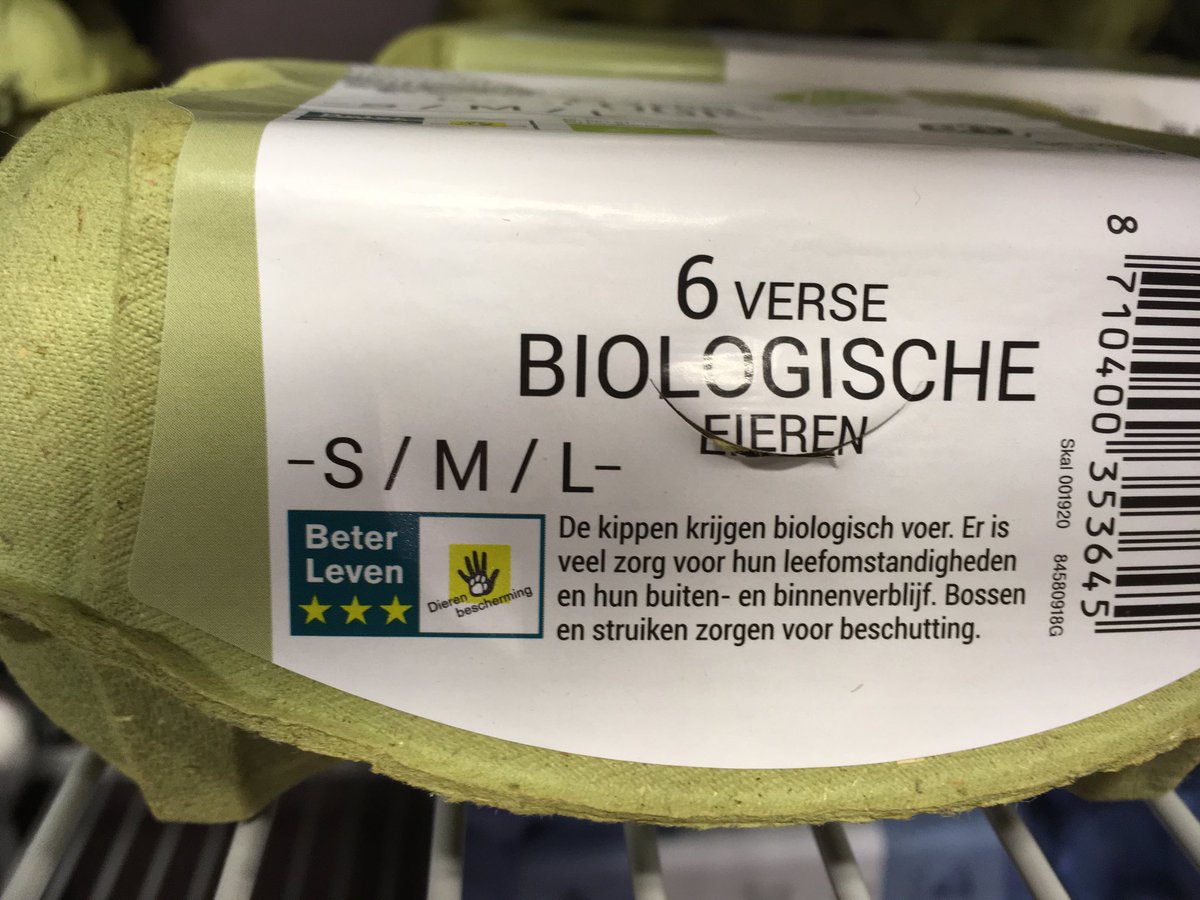 6 VERSE
BIOLOGISCHE
EIEREN
-S / M / L-
Beter
Leven
Dieren
bescherming
De kippen krijgen biologisch voer. Er is
veel zorg voor hun leefomstandigheden
en hun buiten- en binnenverblijf. Bossen
en struiken zorgen voor beschutting.
Skal 001920 84580918G
8 710400 353645